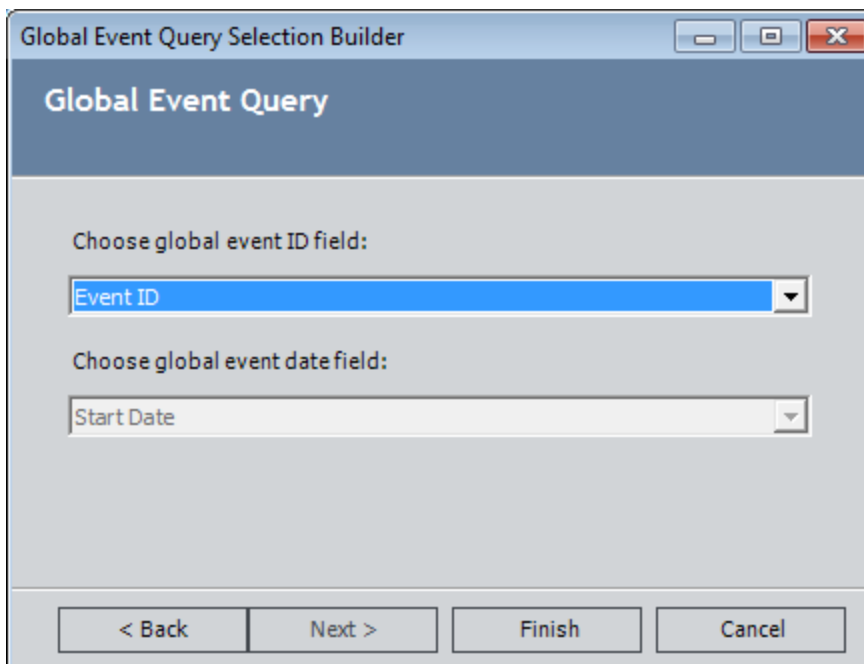 Global Event Query Selection Builder
Global Event Query
Choose global event ID field:
Event ID
Choose global event date field:
Start Date
< Back Next > Finish Cancel